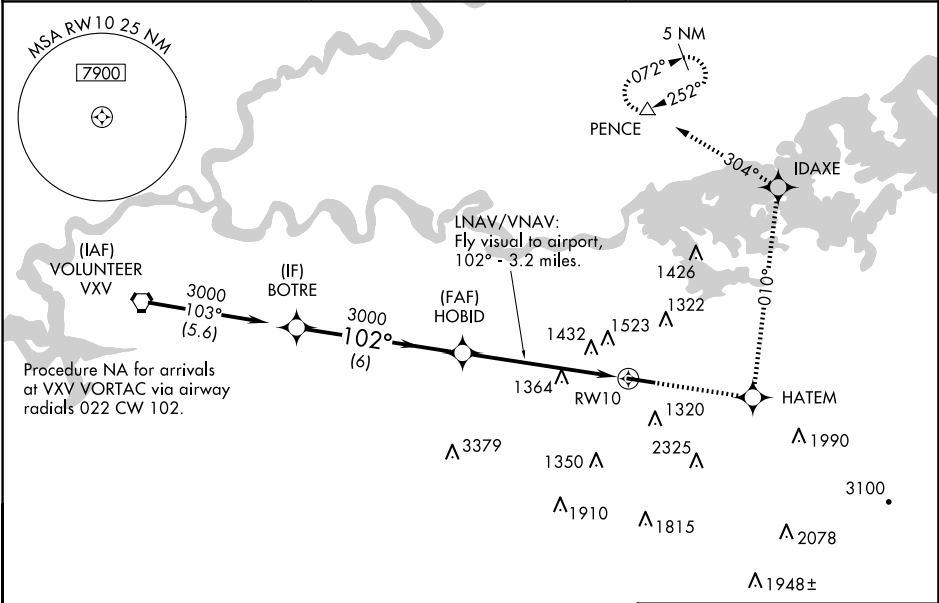 MSA RW10 25 NM
7900
5 NM
072°
252°
PENCE
304°
IDAXE
010°
LNAV/VNAV:
Fly visual to airport,
102° - 3.2 miles.
(IAF)
VOLUNTEER
VXV
3000
103°
(5.6)
(IF)
BOTRE
3000
102°
(6)
(FAF)
HOBID
1426
1322
1523
1432
1364
RW10
HATEM
Procedure NA for arrivals
at VXV VORTAC via airway
radials 022 CW 102.
1320
3379
1350
2325
1990
3100
1910
1815
2078
1948±